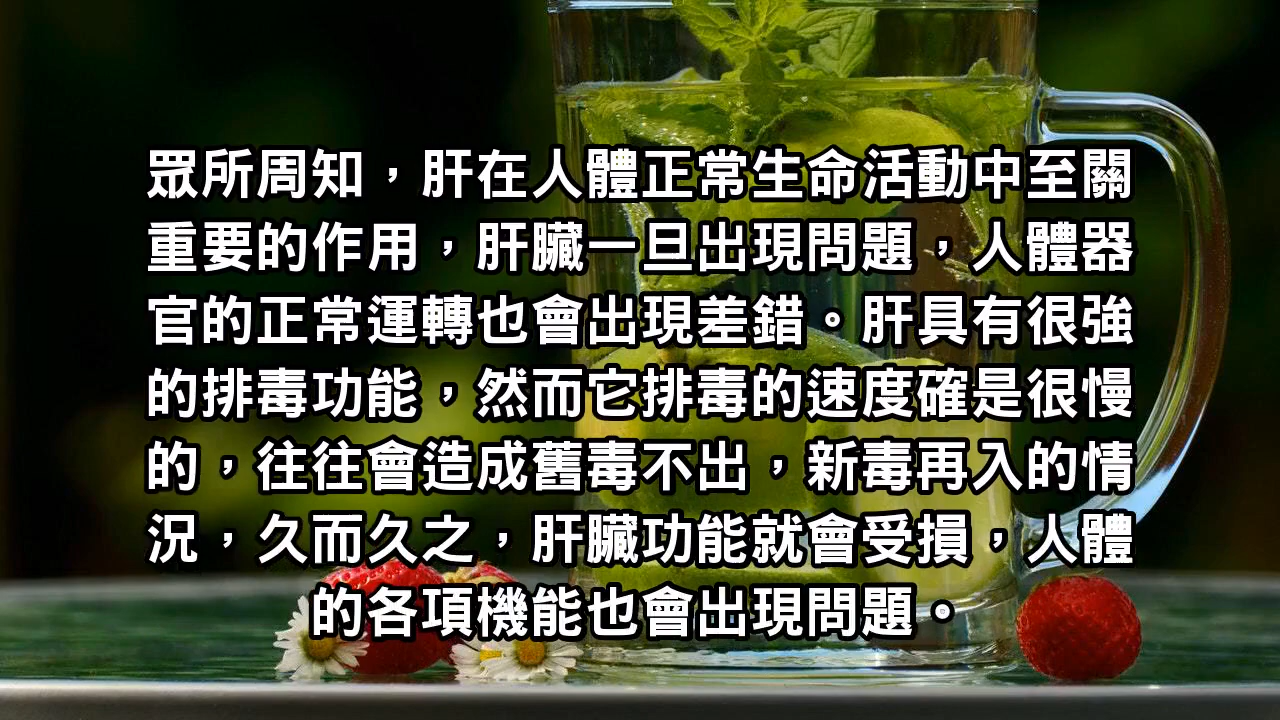 眾所周知，肝在人體正常生命活動中至關
重要的作用，肝臟一旦出現問題，人體器
官的正常運轉也會出現差錯。肝具有很強
的排毒功能，然而它排毒的速度確是很慢
的，往往會造成舊毒不出，新毒再入的情
況，久而久之，肝臟功能就會受損，人體
的各項機能也會出現問題。